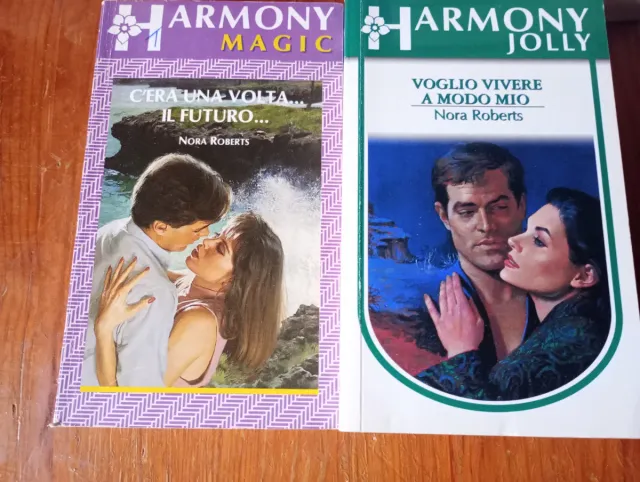 HARMONY
MAGIC
C'ERA UNA VOLTA...
IL FUTURO...
NORA ROBERTS
HARMONY
JOLLY
VOGLIO VIVERE
A MODO MIO
Nora Roberts